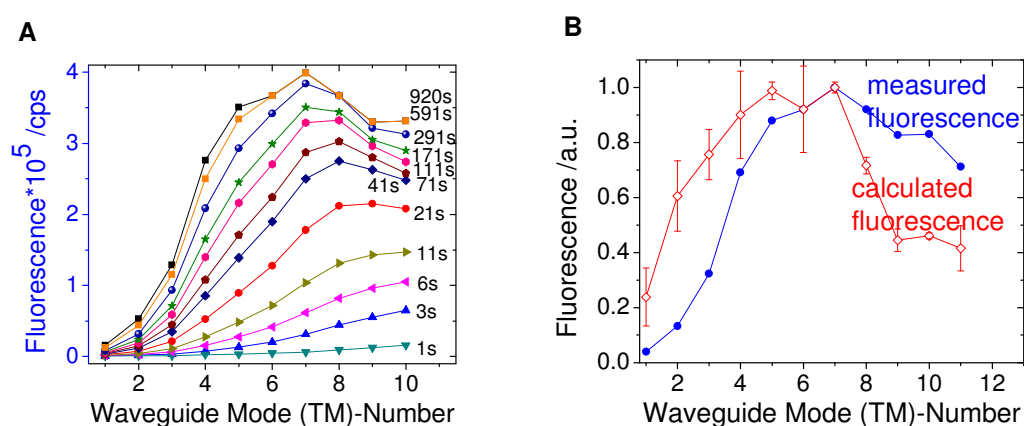 A
Fluorescence*10^5 /cps
4
3
2
1
0
920s
591s
291s
171s
111s
41s 71s
21s
11s
6s
3s
1s
2 4 6 8 10
Waveguide Mode (TM)-Number
B
Fluorescence /a.u.
1.0
0.8
0.6
0.4
0.2
0.0
measured
fluorescence
calculated
fluorescence
2 4 6 8 10 12
Waveguide Mode (TM)-Number